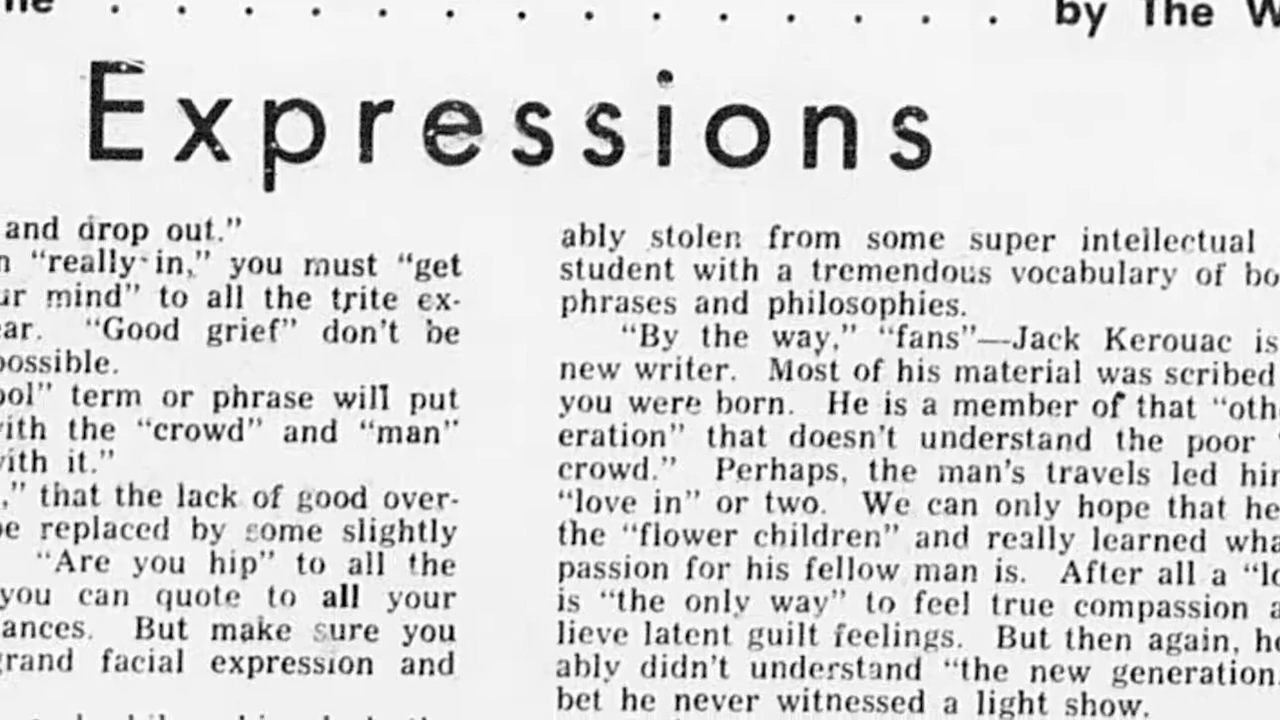 by The W
Expressions
and drop out."
"really-in," you must "get
mind" to all the trite ex-
"Good grief" don't be
possible.
term or phrase will put
with the "crowd" and "man"
with it."
that the lack of good over-
be replaced by some slightly
"Are you hip" to all the
you can quote to all your
But make sure you
grand facial expression and
ably stolen from some super intellectual
student with a tremendous vocabulary of
phrases and philosophies.
"By the way," "fans"—Jack Kerouac is
new writer. Most of his material was scribed
you were born. He is a member of that "oth
eration" that doesn't understand the poor
crowd." Perhaps, the man's travels led
"love in" or two. We can only hope that he
the "flower children" and really learned
passion for his fellow man is. After all a
is "the only way" to feel true compassion
lieve latent guilt feelings. But then again,
ably didn't understand "the new generation
bet he never witnessed a light show.